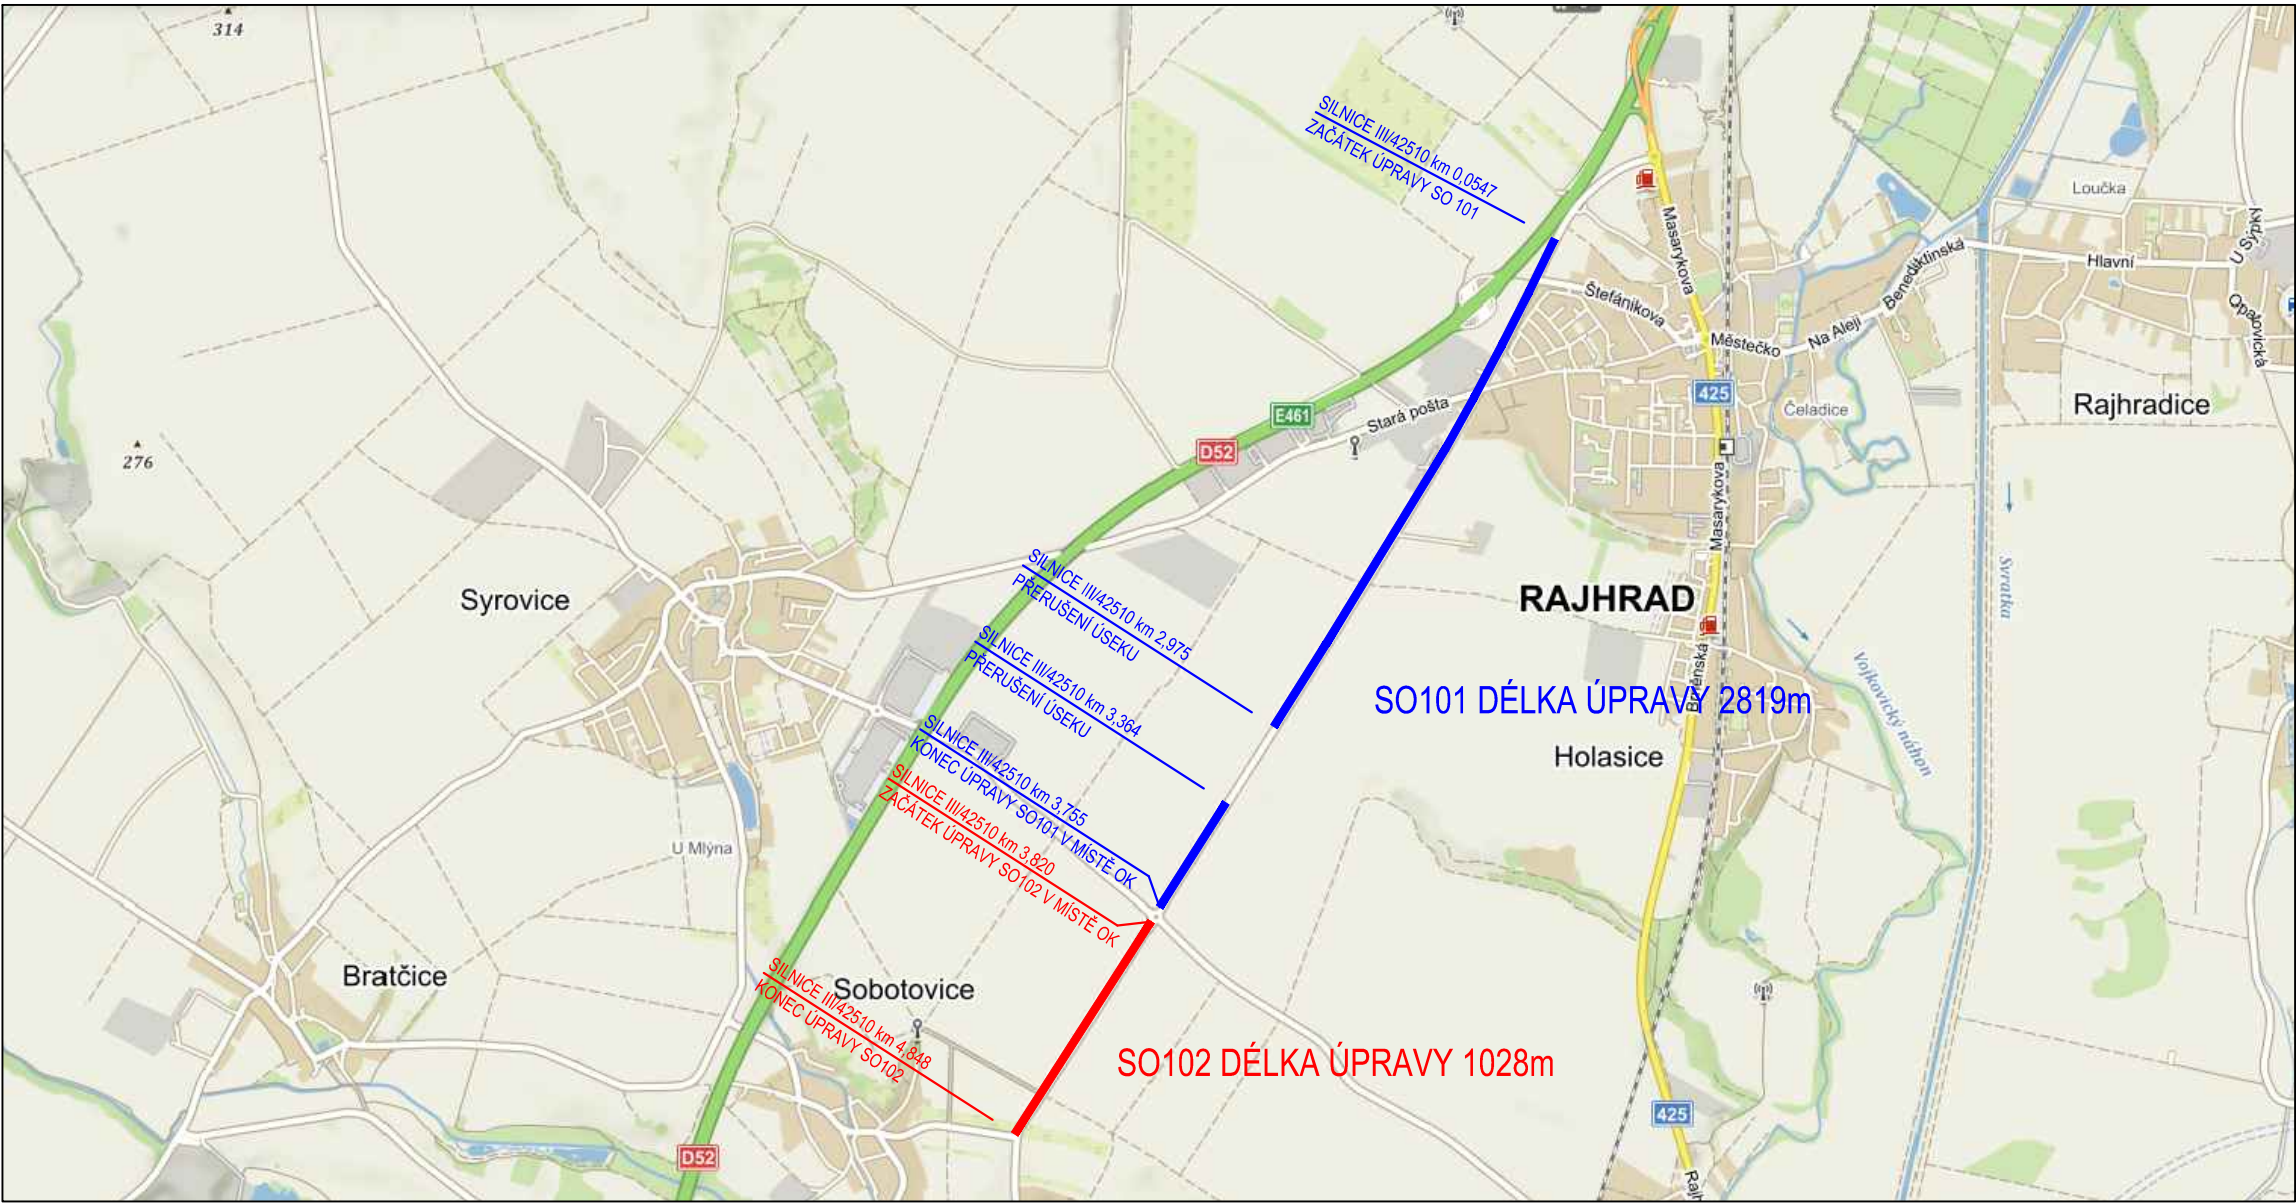 314
SILNICE III/42510 km 0,0547
ZAČÁTEK ÚPRAVY SO 101
Loučka
U Sýpky
Masarykova
Hlavní
Benediktinská
Štefánikova
Opatovická
Na Aleji
Městečko
425
Rajhradice
Čeladice
E461
Stará pošta
D52
276
Masarykova
SILNICE III/42510 km 2,975
PŘERUŠENÍ ÚSEKU
Syrovice
RAJHRAD
Svratka
SILNICE III/42510 km 3,364
PŘERUŠENÍ ÚSEKU
Brněnská
Vojkovický náhon
SO101 DÉLKA ÚPRAVY 2819m
Holasice
SILNICE III/42510 km 3,755
KONEC ÚPRAVY SO101 V MÍSTĚ OK
SILNICE III/42510 km 3,820
ZAČÁTEK ÚPRAVY SO102 V MÍSTĚ OK
U Mlýna
Bratčice
Sobotovice
SILNICE III/42510 km 4,848
KONEC ÚPRAVY SO102
SO102 DÉLKA ÚPRAVY 1028m
425
D52